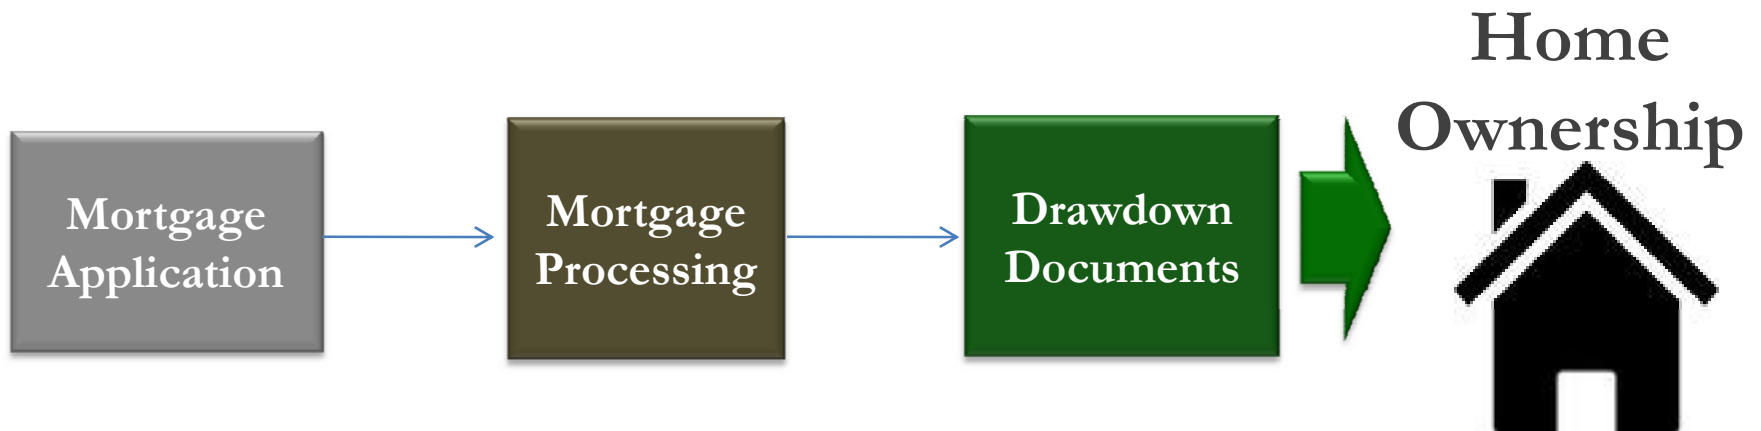 Mortgage
Application
Mortgage
Processing
Drawdown
Documents
Home
Ownership